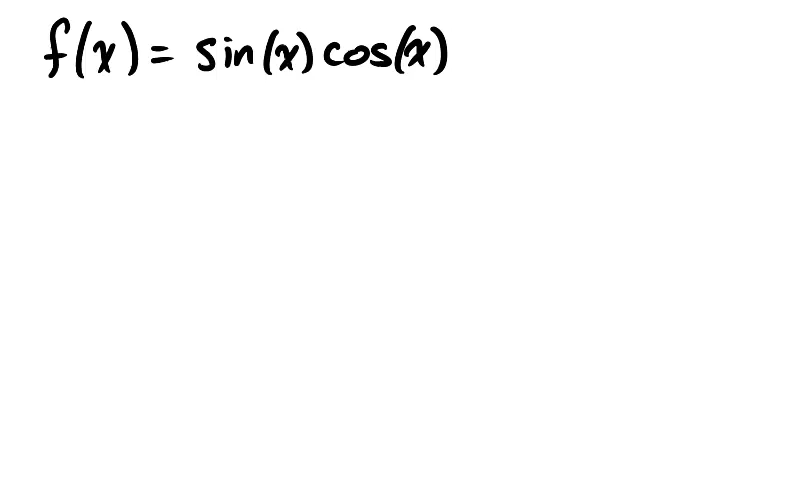 f(x) = sin(x) cos(x)